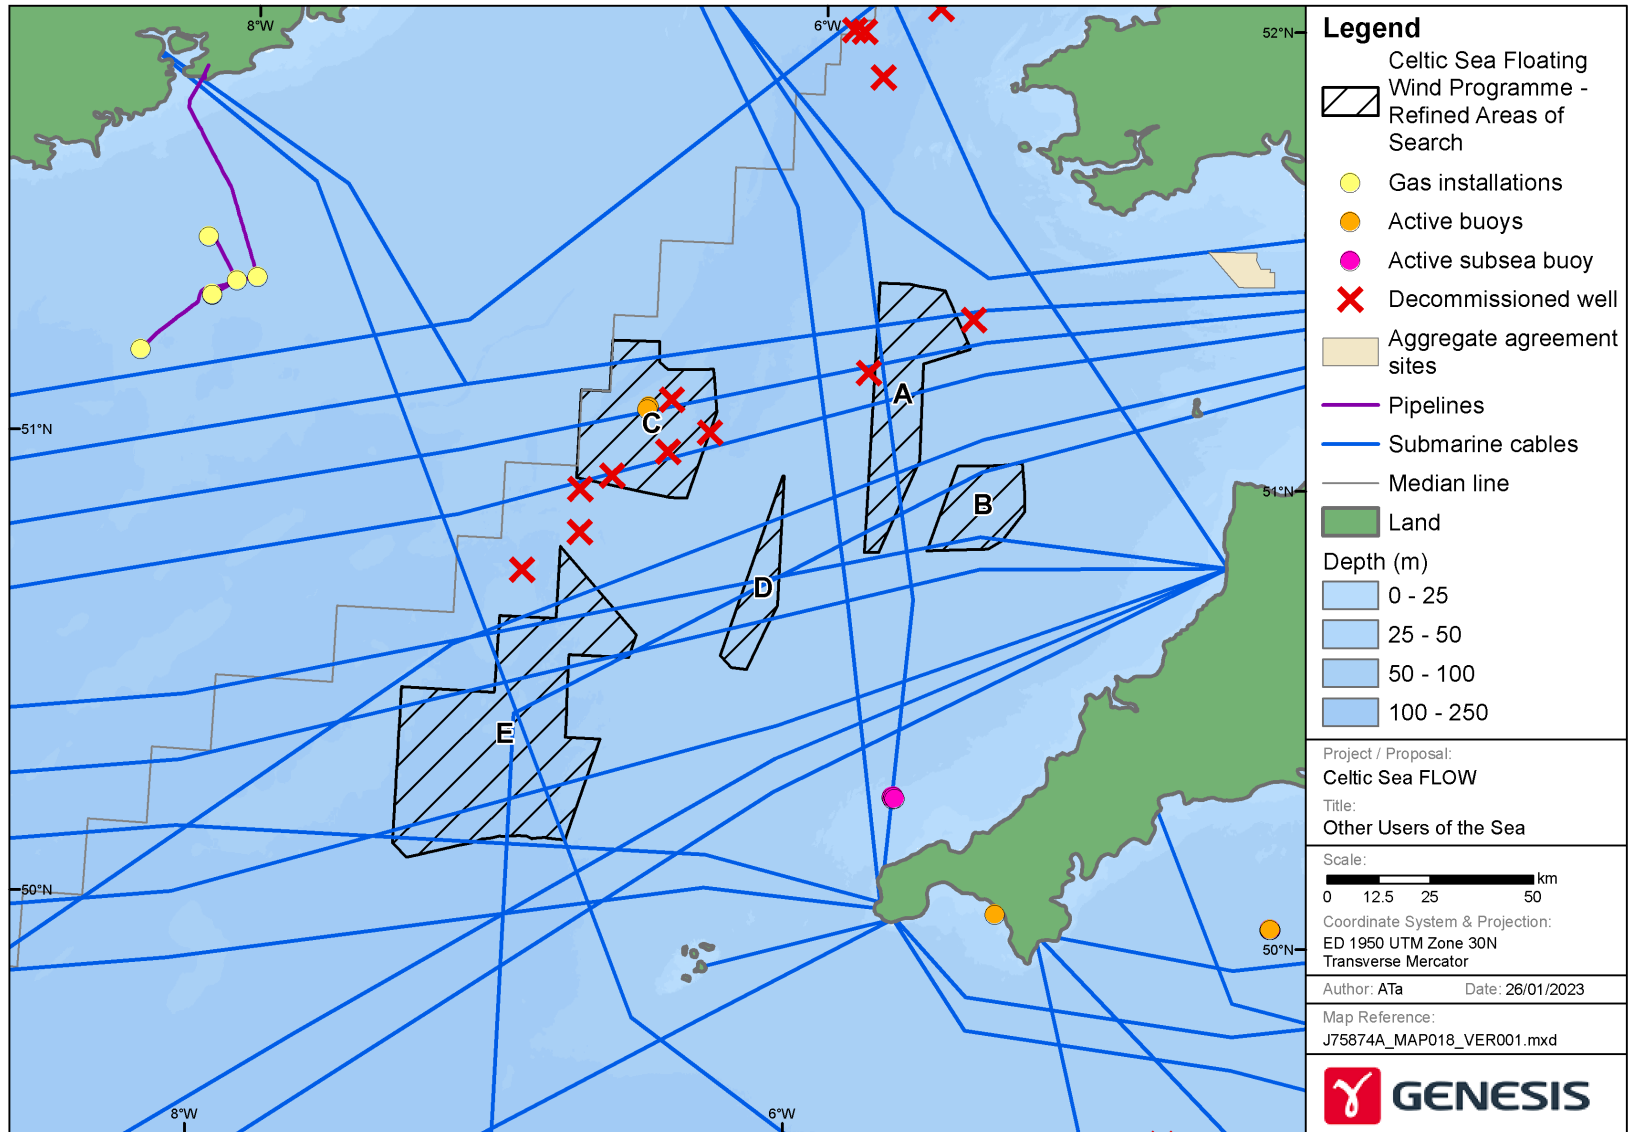 8°W
6°W
52°N
51°N
51°N
50°N
50°N
8°W
6°W
A
B
C
D
E
Legend
Celtic Sea Floating
Wind Programme -
Refined Areas of
Search
Gas installations
Active buoys
Active subsea buoy
Decommissioned well
Aggregate agreement
sites
Pipelines
Submarine cables
Median line
Land
Depth (m)
0 - 25
25 - 50
50 - 100
100 - 250
Project / Proposal:
Celtic Sea FLOW
Title:
Other Users of the Sea
Scale:
km
0 12.5 25 50
Coordinate System & Projection:
ED 1950 UTM Zone 30N
Transverse Mercator
Author: ATa Date: 26/01/2023
Map Reference:
J75874A_MAP018_VER001.mxd
GENESIS